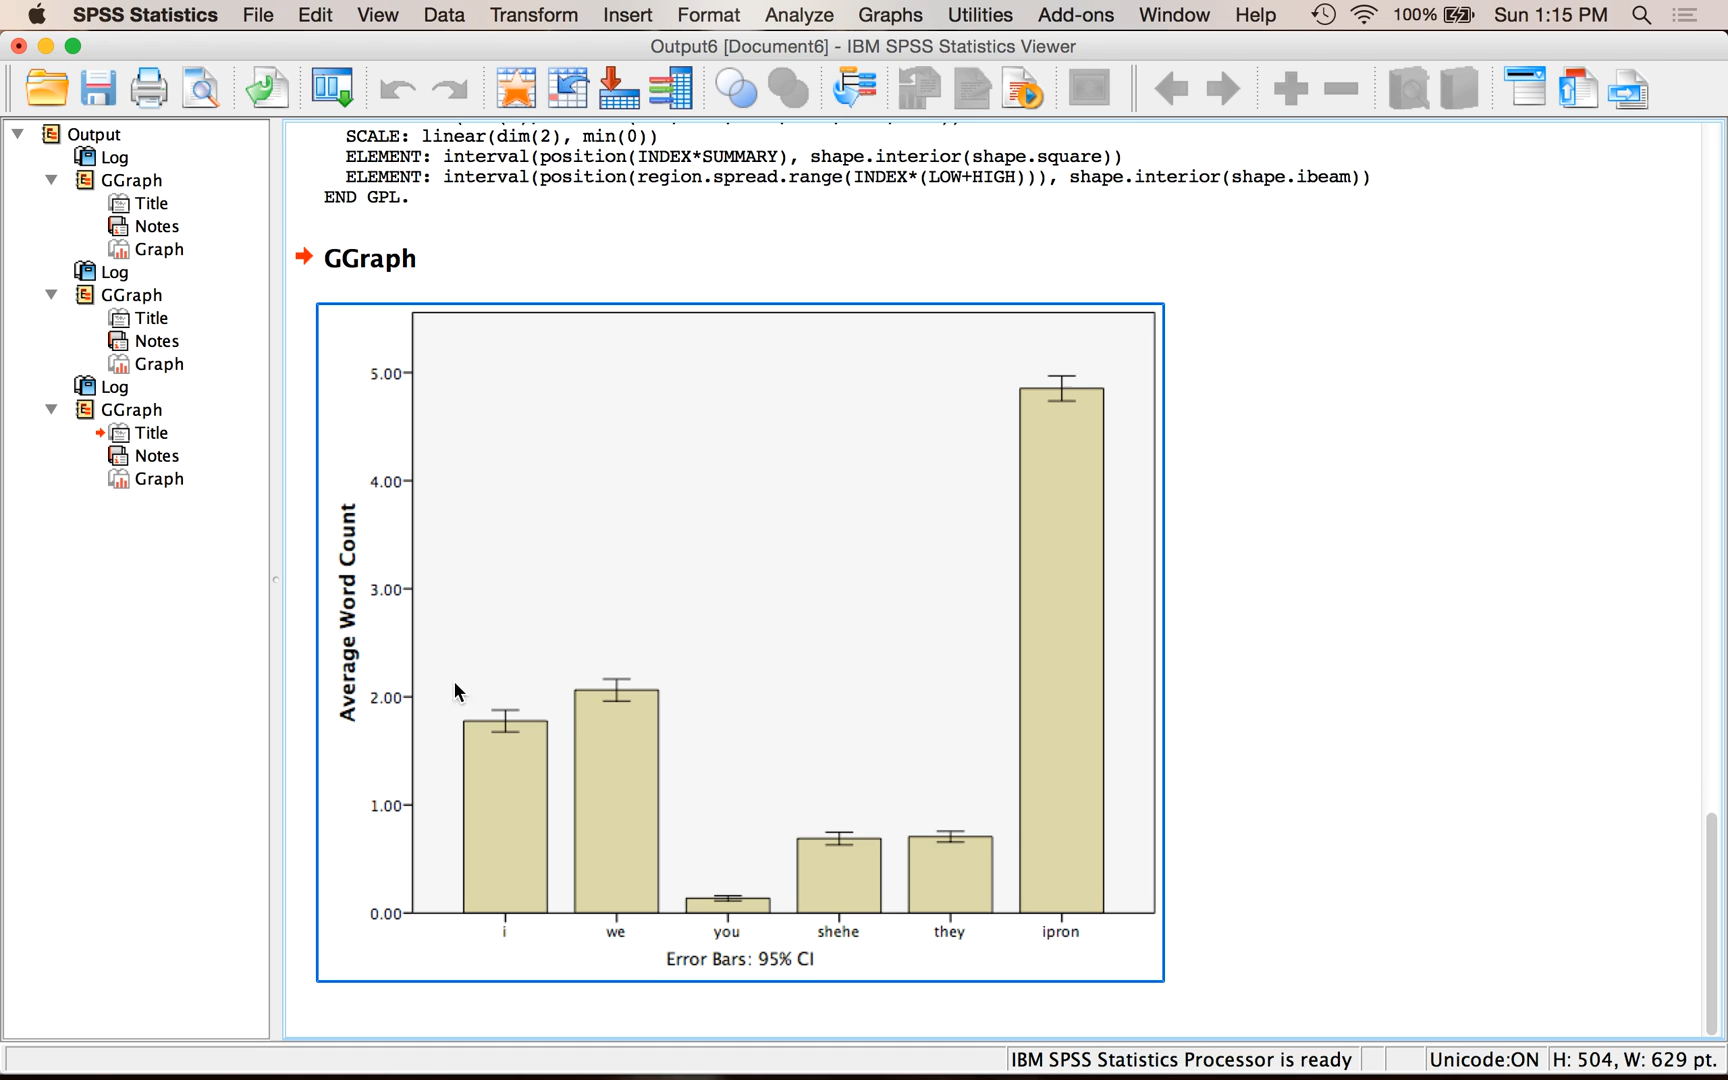 SPSS Statistics File Edit View Data Transform Insert Format Analyze Graphs Utilities Add-ons Window Help 100% Sun 1:15 PM
Output6 [Document6] - IBM SPSS Statistics Viewer
Output
Log
GGraph
Title
Notes
Graph
Log
GGraph
Title
Notes
Graph
Log
GGraph
Title
Notes
Graph
SCALE: linear(dim(2), min(0))
ELEMENT: interval(position(INDEX*SUMMARY), shape.interior(shape.square))
ELEMENT: interval(position(region.spread.range(INDEX*(LOW+HIGH))), shape.interior(shape.ibeam))
END GPL.
GGraph
Average Word Count
5.00
4.00
3.00
2.00
1.00
0.00
i we you shehe they ipron
Error Bars: 95% CI
IBM SPSS Statistics Processor is ready Unicode:ON H: 504, W: 629 pt.